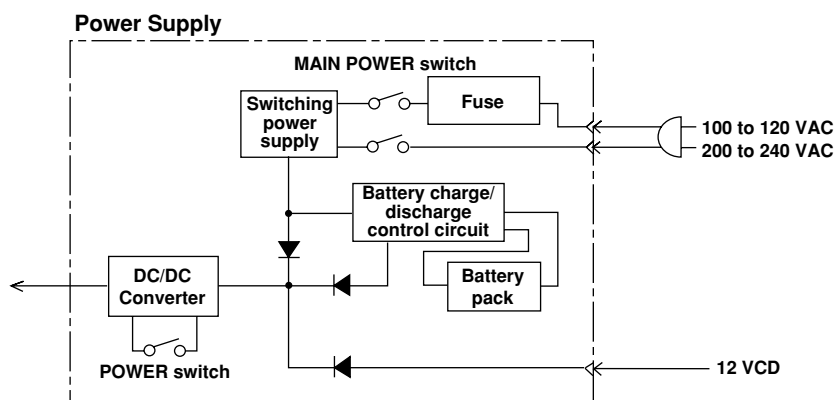 Power Supply
MAIN POWER switch
Switching
power
supply
Fuse
100 to 120 VAC
200 to 240 VAC
Battery charge/
discharge
control circuit
Battery
pack
DC/DC
Converter
POWER switch
12 VCD